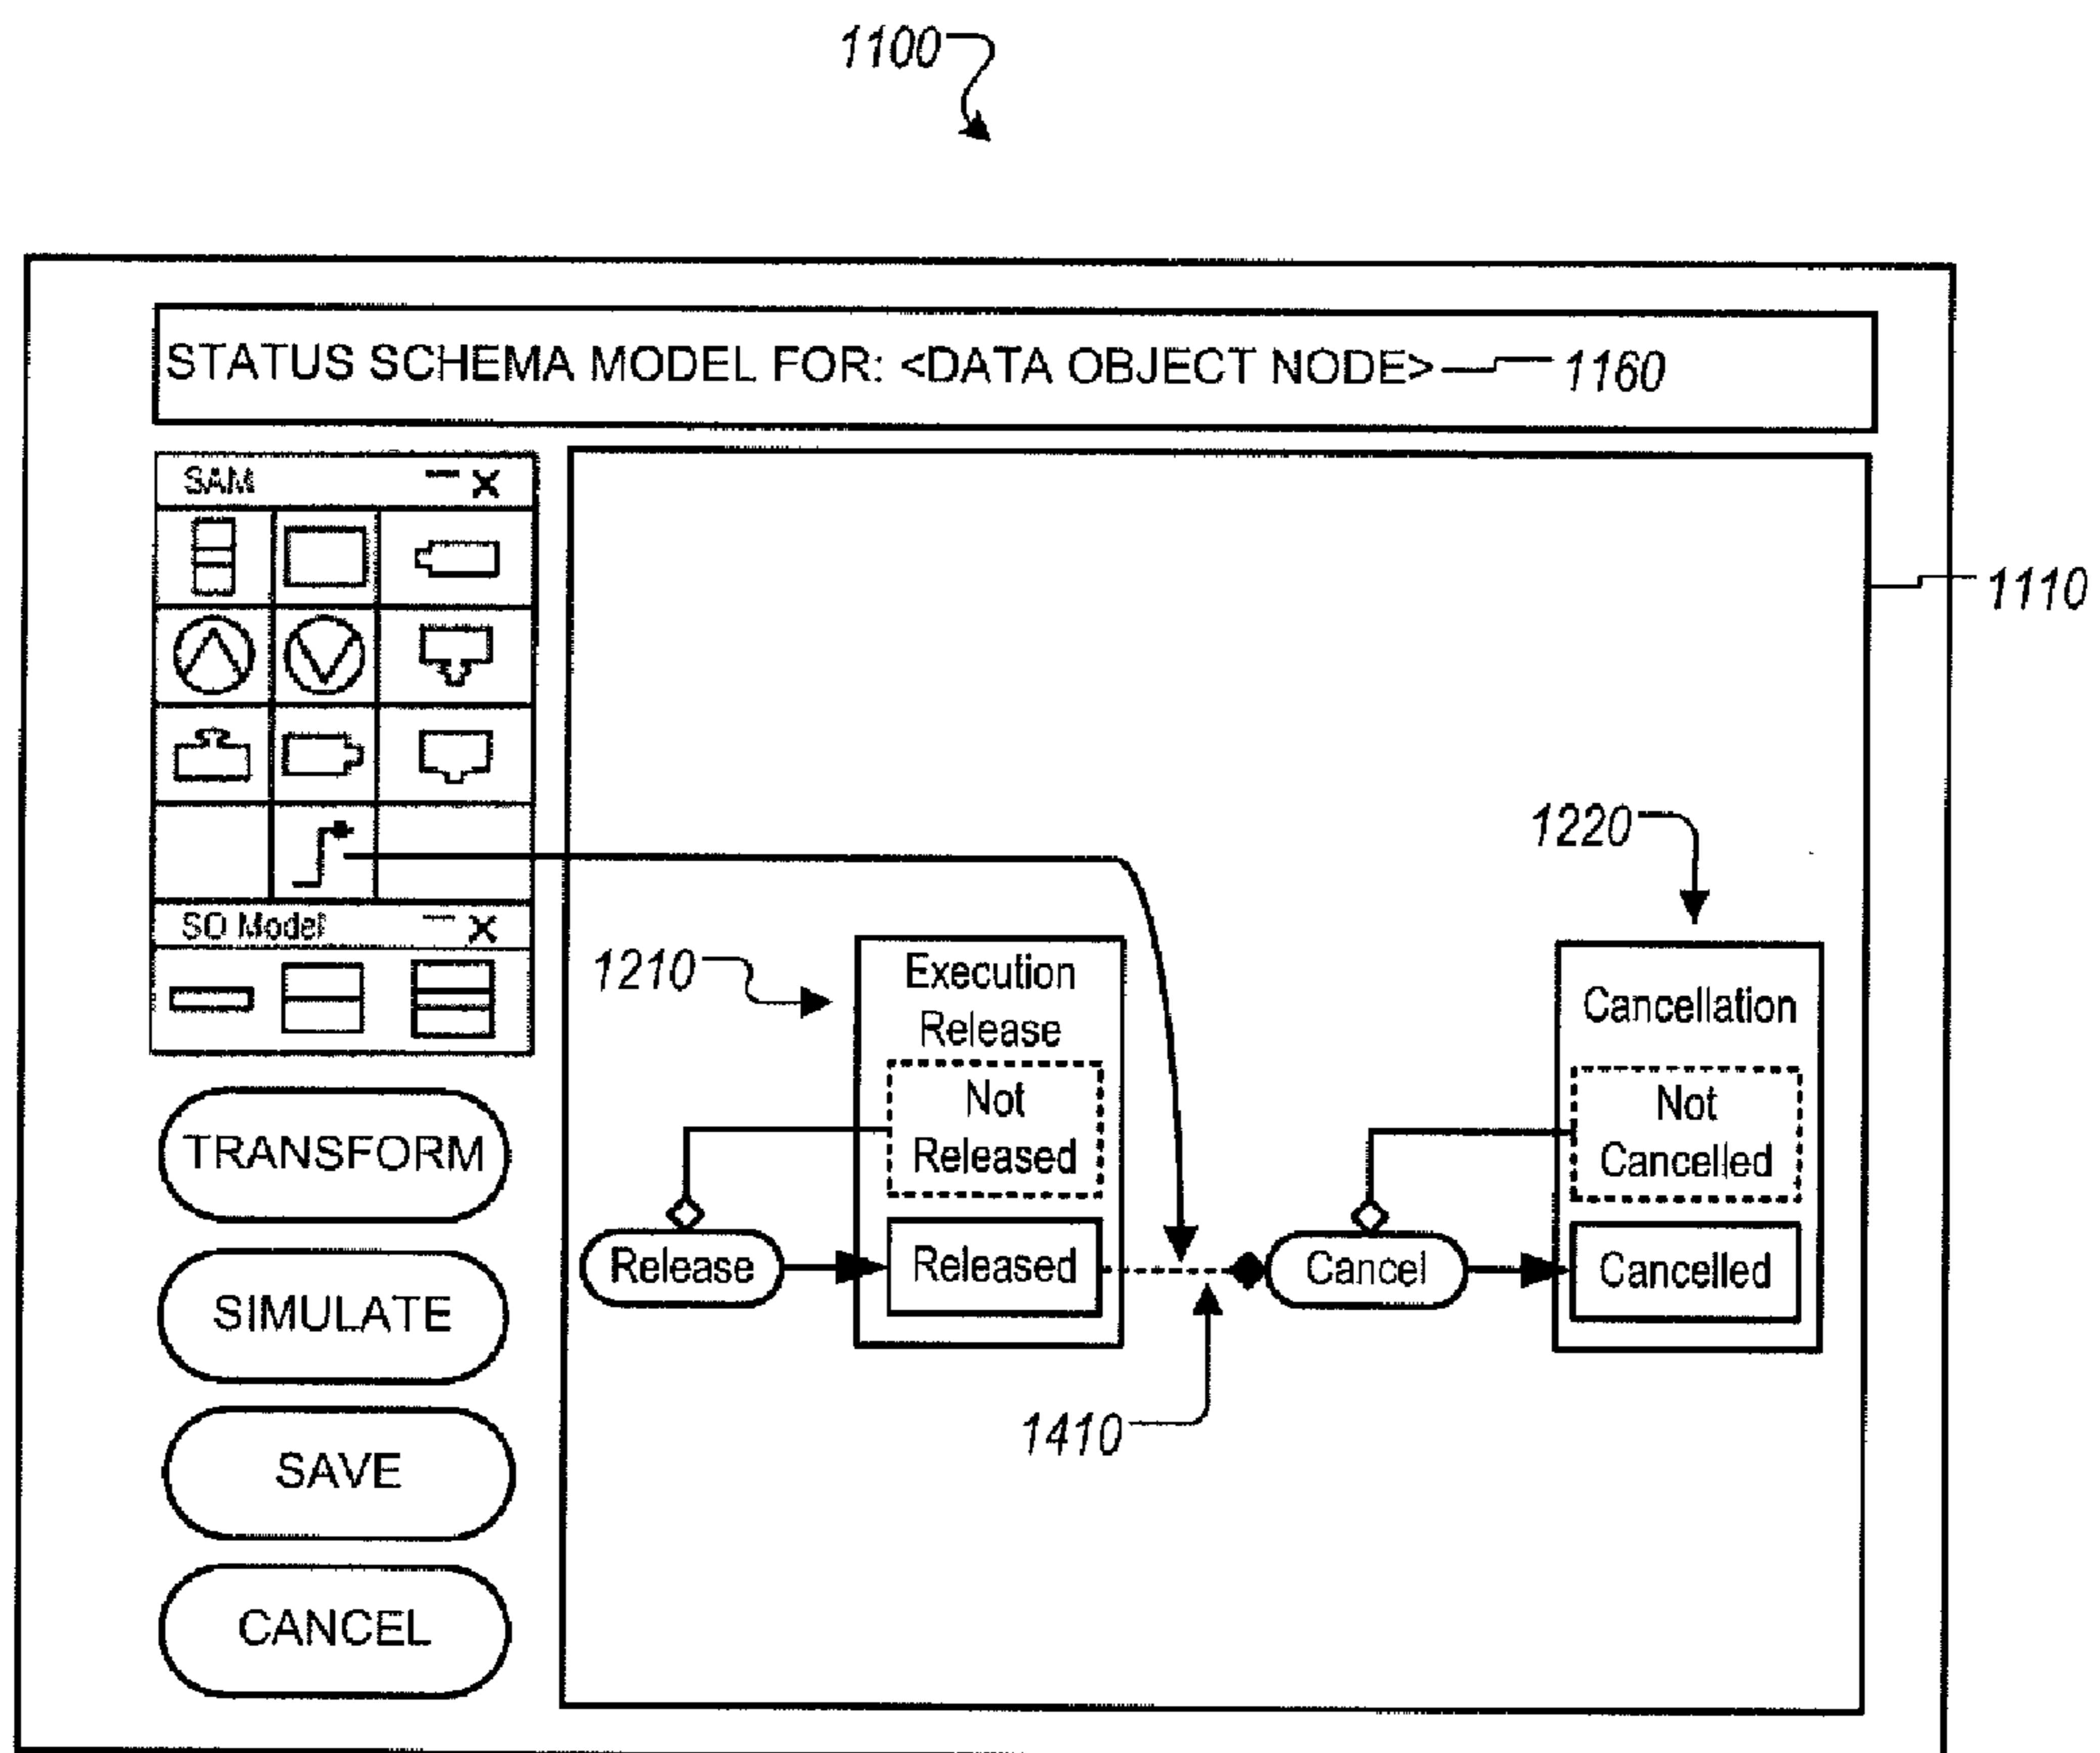 1100
STATUS SCHEMA MODEL FOR: <DATA OBJECT NODE> 1160
SAM
1110
1220
SO Model
1210
Execution
Release
Cancellation
Not
Released
Not
Cancelled
TRANSFORM
Release
Released
Cancel
Cancelled
SIMULATE
1410
SAVE
CANCEL